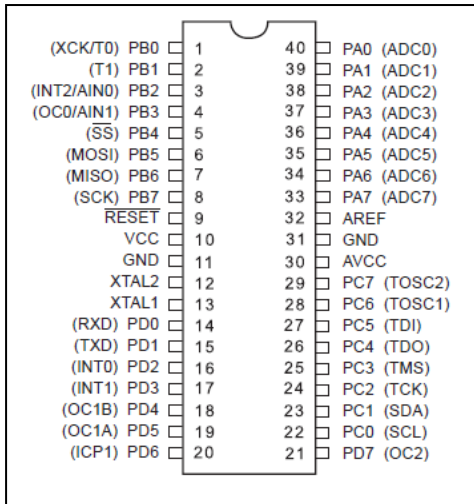 (XCK/T0) PB0 1 40 PA0 (ADC0)
(T1) PB1 2 39 PA1 (ADC1)
(INT2/AIN0) PB2 3 38 PA2 (ADC2)
(OC0/AIN1) PB3 4 37 PA3 (ADC3)
(S̅S̅) PB4 5 36 PA4 (ADC4)
(MOSI) PB5 6 35 PA5 (ADC5)
(MISO) PB6 7 34 PA6 (ADC6)
(SCK) PB7 8 33 PA7 (ADC7)
R̅E̅S̅E̅T̅ 9 32 AREF
VCC 10 31 GND
GND 11 30 AVCC
XTAL2 12 29 PC7 (TOSC2)
XTAL1 13 28 PC6 (TOSC1)
(RXD) PD0 14 27 PC5 (TDI)
(TXD) PD1 15 26 PC4 (TDO)
(INT0) PD2 16 25 PC3 (TMS)
(INT1) PD3 17 24 PC2 (TCK)
(OC1B) PD4 18 23 PC1 (SDA)
(OC1A) PD5 19 22 PC0 (SCL)
(ICP1) PD6 20 21 PD7 (OC2)